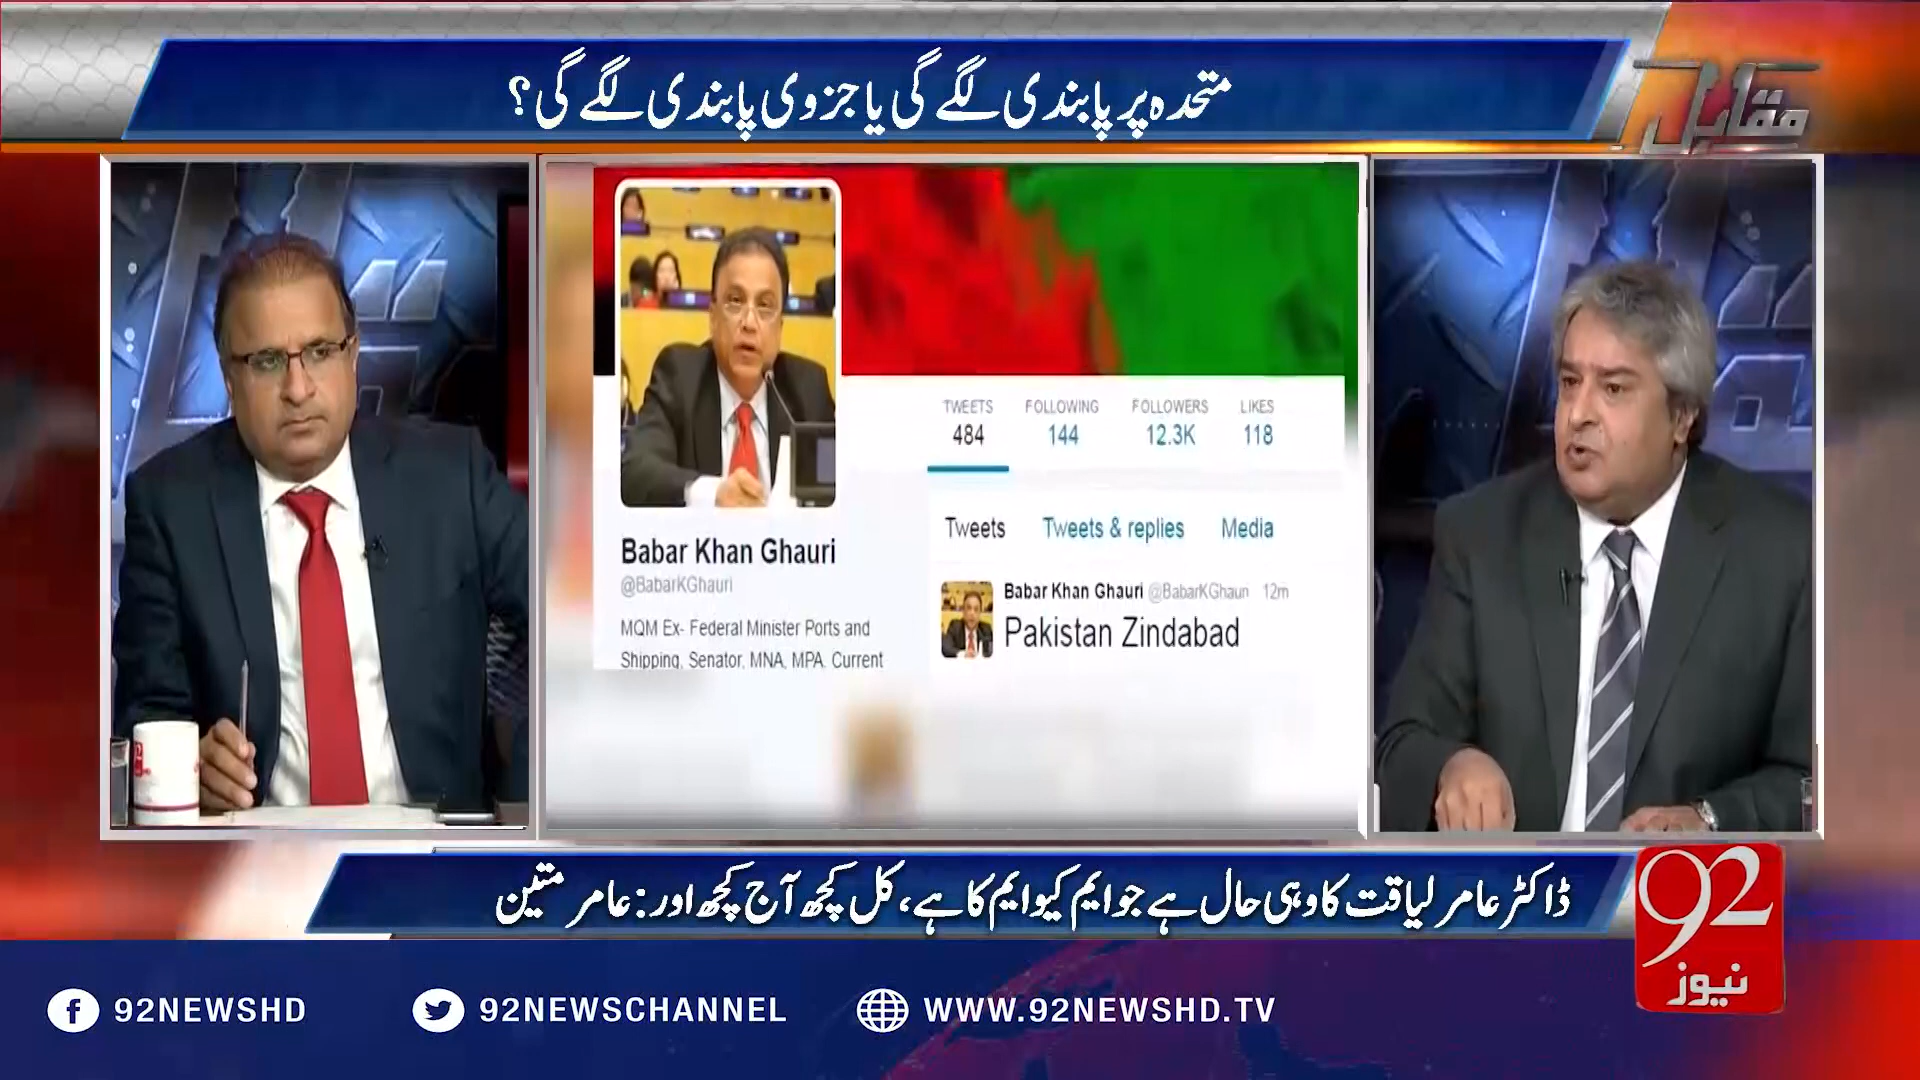 متحدہ پر پابندی لگے گی یا جزوی پابندی لگے گی؟
مقابل
Babar Khan Ghauri
@BabarKGhauri
MQM Ex- Federal Minister Ports and
Shipping, Senator, MNA, MPA. Current
TWEETS FOLLOWING FOLLOWERS LIKES
484 144 12.3K 118
Tweets Tweets & replies Media
Babar Khan Ghauri @BabarKGhauri 12m
Pakistan Zindabad
ڈاکٹر عامر لیاقت کا وہی حال ہے جو ایم کیو ایم کا ہے، کل کچھ آج کچھ اور: عامر متین
92
نیوز
92NEWSHD
92NEWSCHANNEL
WWW.92NEWSHD.TV